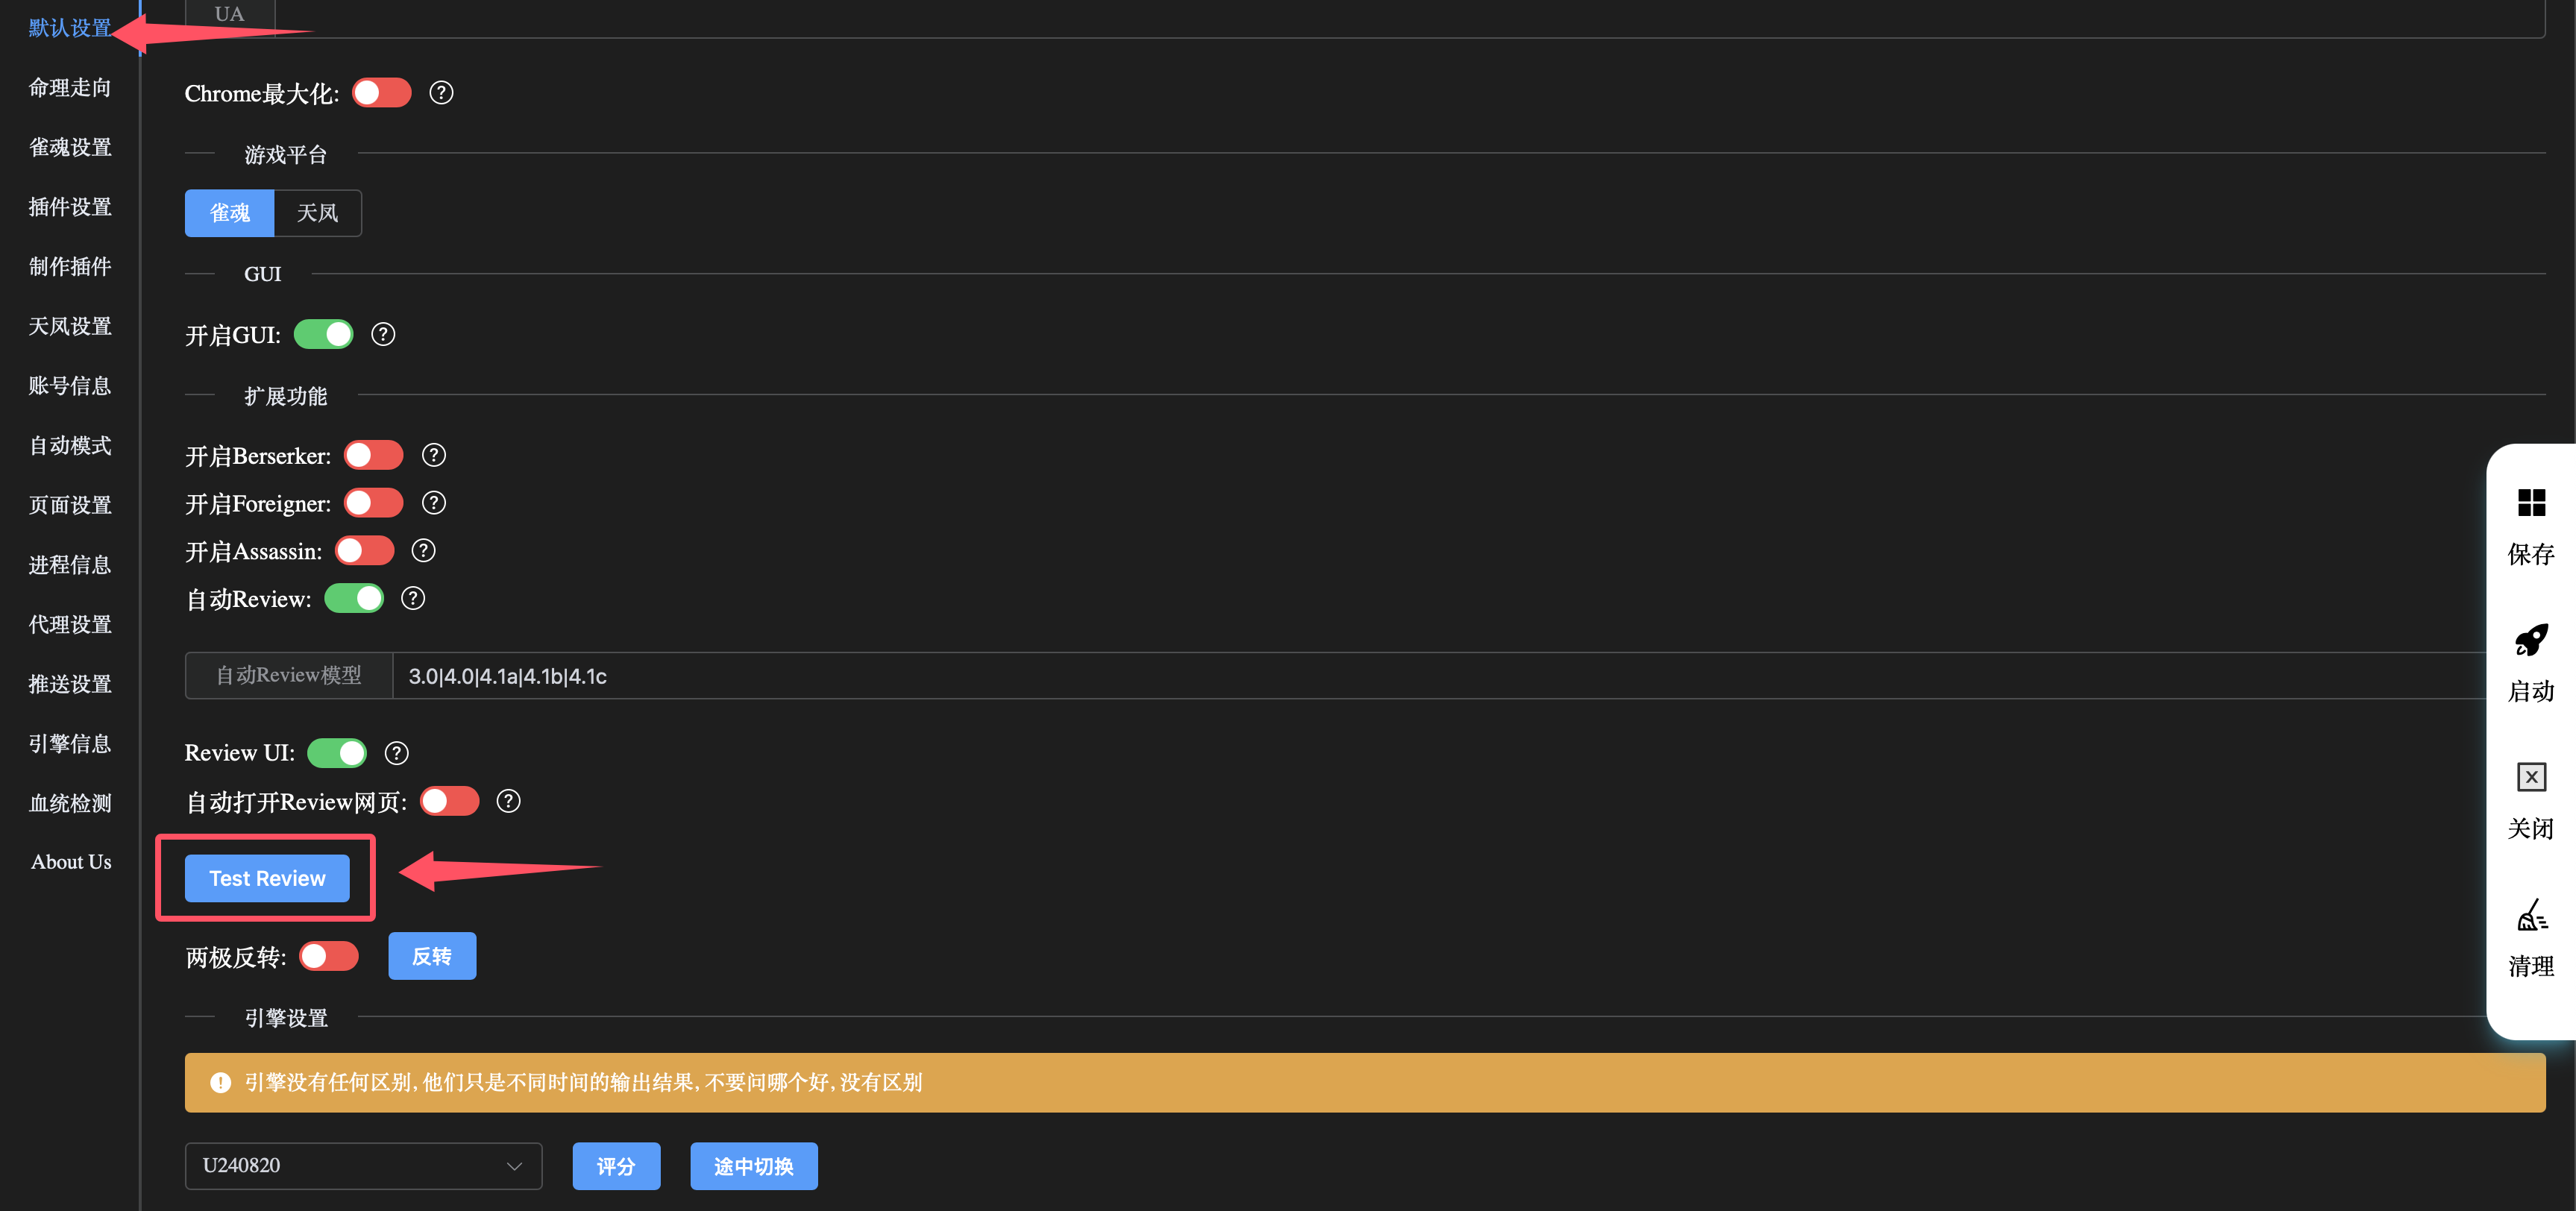 默认设置
命理走向
雀魂设置
插件设置
制作插件
天凤设置
账号信息
自动模式
页面设置
进程信息
代理设置
推送设置
引擎信息
血统检测
About Us
UA
Chrome最大化:
游戏平台
雀魂 天凤
GUI
开启GUI:
扩展功能
开启Berserker:
开启Foreigner:
开启Assassin:
自动Review:
自动Review模型 3.0|4.0|4.1a|4.1b|4.1c
Review UI:
自动打开Review网页:
Test Review
两极反转: 反转
引擎设置
引擎没有任何区别, 他们只是不同时间的输出结果, 不要问哪个好, 没有区别
U240820 评分 途中切换
保存
启动
关闭
清理